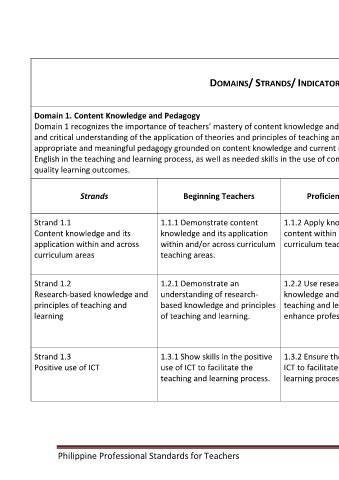 DOMAINS/ STRANDS/ INDICATOR
Domain 1. Content Knowledge and Pedagogy
Domain 1 recognizes the importance of teachers' mastery of content knowledge and
and critical understanding of the application of theories and principles of teaching an
appropriate and meaningful pedagogy grounded on content knowledge and current
English in the teaching and learning process, as well as needed skills in the use of com
quality learning outcomes.
Strands
Beginning Teachers
Proficien
Strand 1.1
Content knowledge and its
application within and across
curriculum areas
1.1.1 Demonstrate content
knowledge and its application
within and/or across curriculum
teaching areas.
1.1.2 Apply kno
content within
curriculum teac
Strand 1.2
Research-based knowledge and
principles of teaching and
learning
1.2.1 Demonstrate an
understanding of research-
based knowledge and principles
of teaching and learning.
1.2.2 Use resea
knowledge and
teaching and le
enhance profes
Strand 1.3
Positive use of ICT
1.3.1 Show skills in the positive
use of ICT to facilitate the
teaching and learning process.
1.3.2 Ensure the
ICT to facilitate
learning proces
Philippine Professional Standards for Teachers